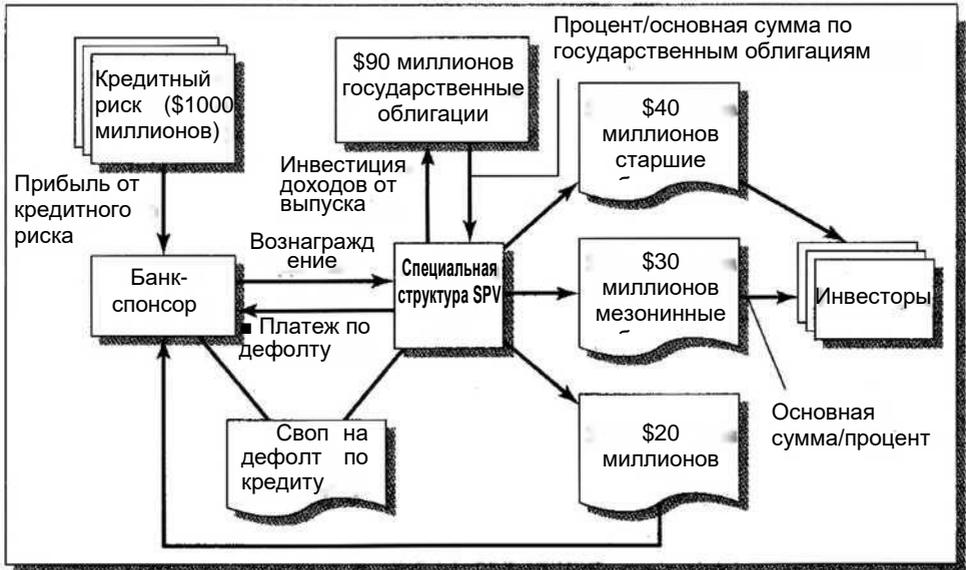 Процент/основная сумма по
государственным облигациям
Кредитный
риск ($1000
миллионов)
$90 миллионов
государственные
облигации
$40
миллионов
старшие
Прибыль от
кредитного
риска
Инвестиция
доходов от
выпуска
Вознагражд
ение
Банк-
спонсор
Специальная
структура SPV
$30
миллионов
мезонинные
Инвесторы
■ Платеж по
дефолту
Своп на
дефолт по
кредиту
$20
миллионов
Основная
сумма/процент